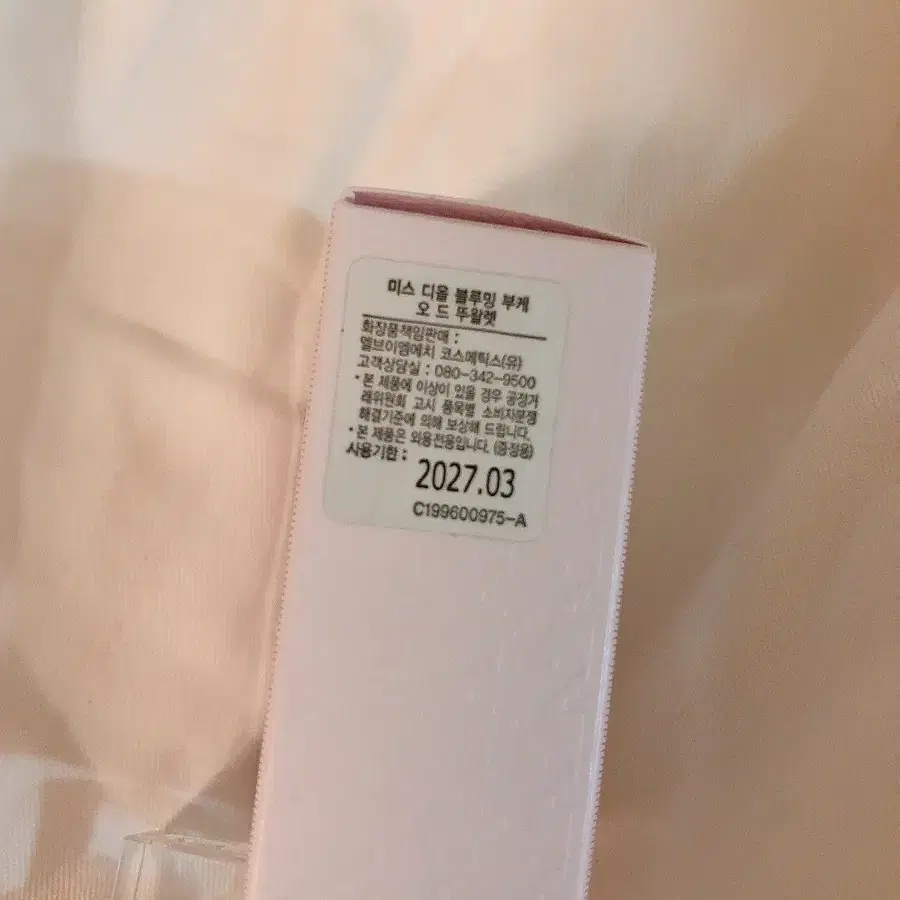 미스 디올 블루밍 부케
오 드 뚜왈렛
화장품책임판매 :
엘브이엠에치 코스메틱스(유)
고객상담실 : 080-342-9500
• 본 제품에 이상이 있을 경우 공정거
래위원회 고시 품목별 소비자분쟁
해결기준에 의해 보상해 드립니다.
• 본 제품은 외용전용입니다. (증정용)
사용기한 :
2027.03
C199600975-A